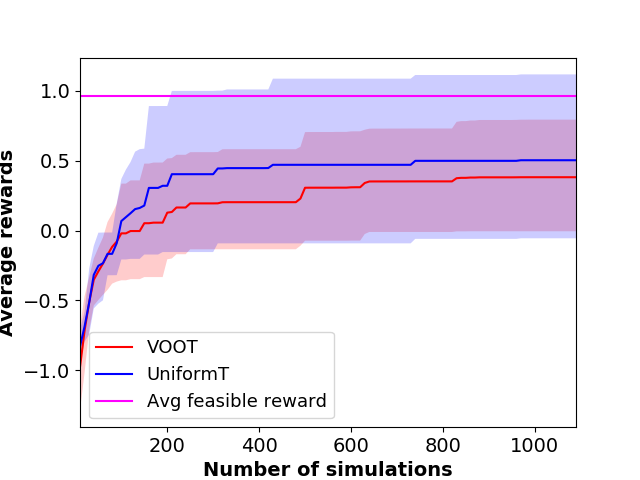 1.0
0.5
0.0
−0.5
−1.0
Average rewards
VOOT
UniformT
Avg feasible reward
200 400 600 800 1000
Number of simulations